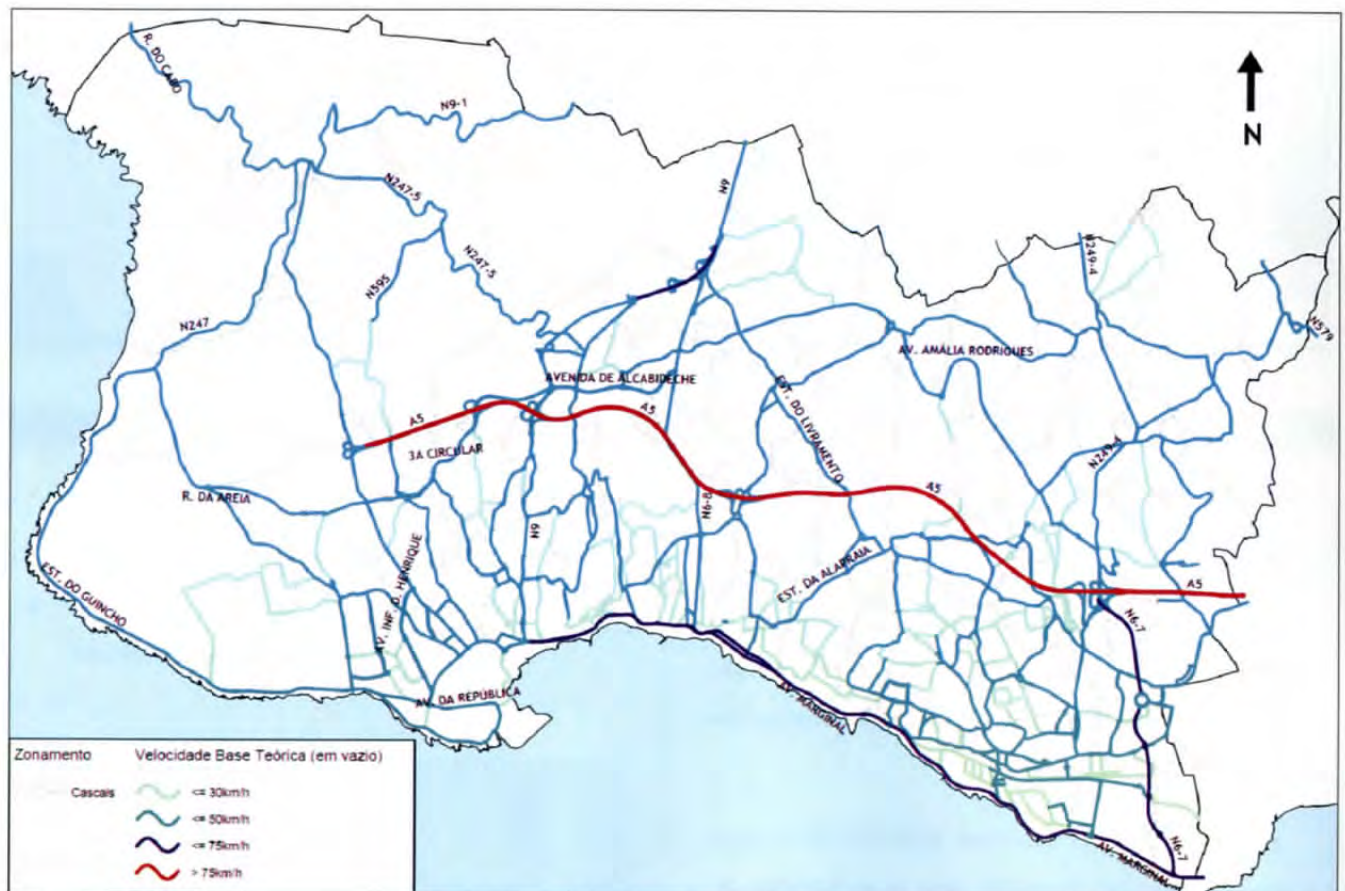 R. DO CABO
N9-1
N
N9
N247-5
N249-4
N247-5
N595
N579
N247
AV. AMÁLIA RODRIGUES
AVENIDA DE ALCABIDECHE
A5
A5
EST. DO LIVRAMENTO
3A CIRCULAR
N249-4
A5
R. DA AREIA
N6-8
N9
AV. INF. D. HENRIQUE
EST. DA ALAPRAIA
EST. DO GUINCHO
A5
N6-7
AV. DA REPÚBLICA
AV. MARGINAL
Zonamento
Velocidade Base Teórica (em vazio)
Cascais
<= 30km/h
<= 50km/h
<= 75km/h
> 75km/h
AV. MARGINAL
N6-7